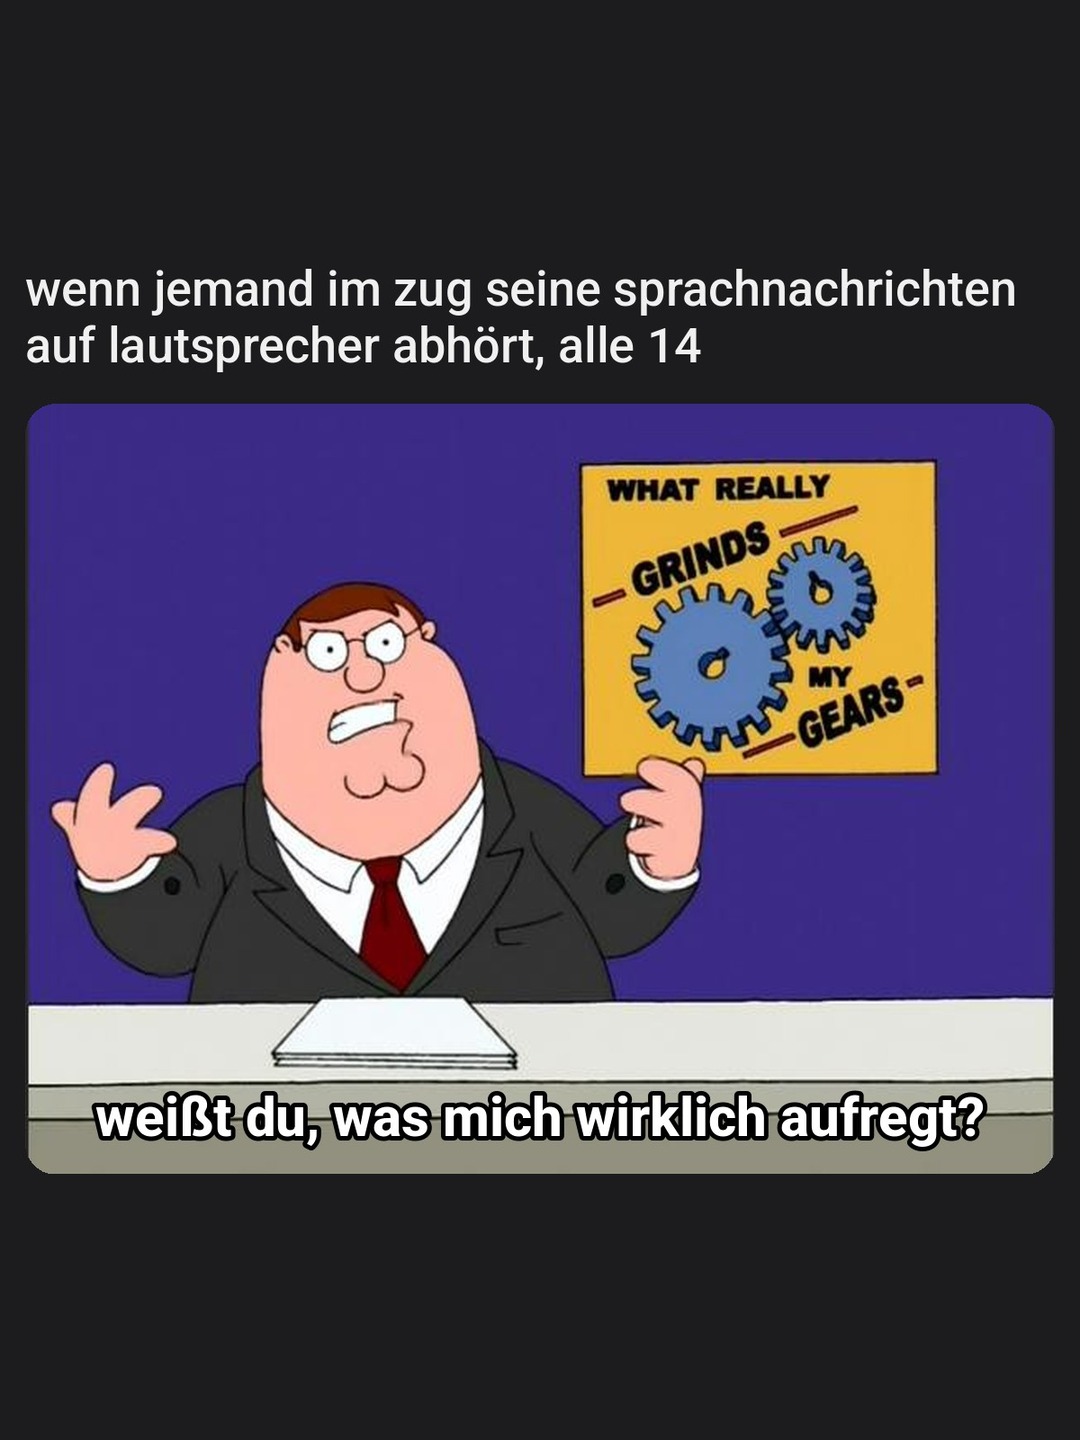 wenn jemand im zug seine sprachnachrichten
auf lautsprecher abhört, alle 14
WHAT REALLY
GRINDS
MY
GEARS
weißt du, was mich wirklich aufregt?